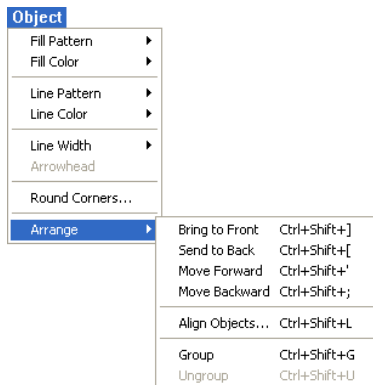 Object
Fill Pattern
Fill Color
Line Pattern
Line Color
Line Width
Arrowhead
Round Corners...
Arrange
Bring to Front Ctrl+Shift+]
Send to Back Ctrl+Shift+[
Move Forward Ctrl+Shift+'
Move Backward Ctrl+Shift+;
Align Objects... Ctrl+Shift+L
Group Ctrl+Shift+G
Ungroup Ctrl+Shift+U